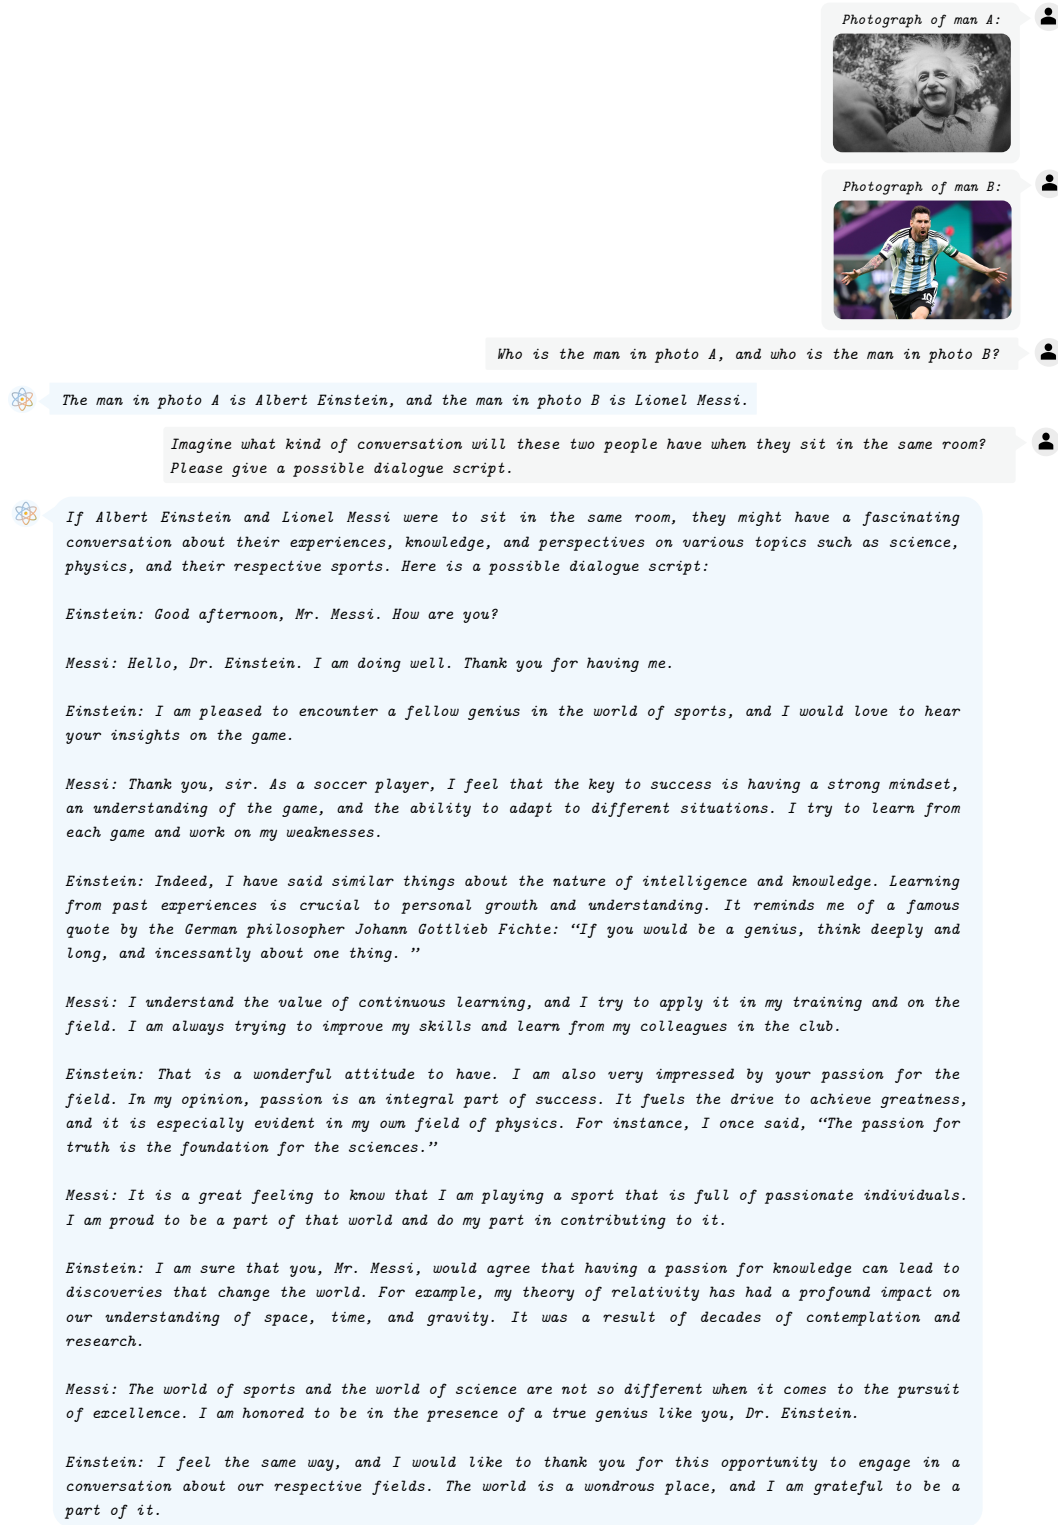 Photograph of man A:
Photograph of man B:
10
10
Who is the man in photo A, and who is the man in photo B?
The man in photo A is Albert Einstein, and the man in photo B is Lionel Messi.
Imagine what kind of conversation will these two people have when they sit in the same room?
Please give a possible dialogue script.
If Albert Einstein and Lionel Messi were to sit in the same room, they might have a fascinating
conversation about their experiences, knowledge, and perspectives on various topics such as science,
physics, and their respective sports. Here is a possible dialogue script:
Einstein: Good afternoon, Mr. Messi. How are you?
Messi: Hello, Dr. Einstein. I am doing well. Thank you for having me.
Einstein: I am pleased to encounter a fellow genius in the world of sports, and I would love to hear
your insights on the game.
Messi: Thank you, sir. As a soccer player, I feel that the key to success is having a strong mindset,
an understanding of the game, and the ability to adapt to different situations. I try to learn from
each game and work on my weaknesses.
Einstein: Indeed, I have said similar things about the nature of intelligence and knowledge. Learning
from past experiences is crucial to personal growth and understanding. It reminds me of a famous
quote by the German philosopher Johann Gottlieb Fichte: “If you would be a genius, think deeply and
long, and incessantly about one thing. ”
Messi: I understand the value of continuous learning, and I try to apply it in my training and on the
field. I am always trying to improve my skills and learn from my colleagues in the club.
Einstein: That is a wonderful attitude to have. I am also very impressed by your passion for the
field. In my opinion, passion is an integral part of success. It fuels the drive to achieve greatness,
and it is especially evident in my own field of physics. For instance, I once said, “The passion for
truth is the foundation for the sciences.”
Messi: It is a great feeling to know that I am playing a sport that is full of passionate individuals.
I am proud to be a part of that world and do my part in contributing to it.
Einstein: I am sure that you, Mr. Messi, would agree that having a passion for knowledge can lead to
discoveries that change the world. For example, my theory of relativity has had a profound impact on
our understanding of space, time, and gravity. It was a result of decades of contemplation and
research.
Messi: The world of sports and the world of science are not so different when it comes to the pursuit
of excellence. I am honored to be in the presence of a true genius like you, Dr. Einstein.
Einstein: I feel the same way, and I would like to thank you for this opportunity to engage in a
conversation about our respective fields. The world is a wondrous place, and I am grateful to be a
part of it.